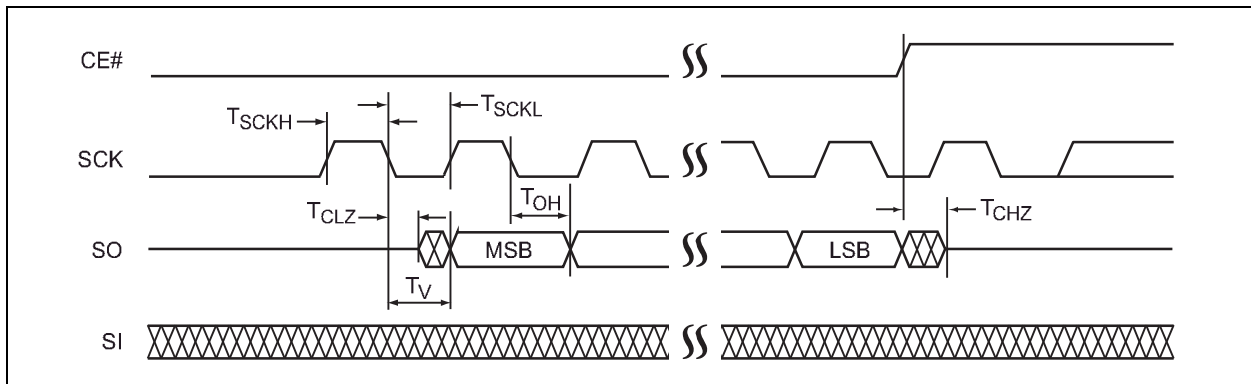 CE#
TSCKH
TSCKL
SCK
TCLZ
TOH
TCHZ
SO
MSB
LSB
TV
SI